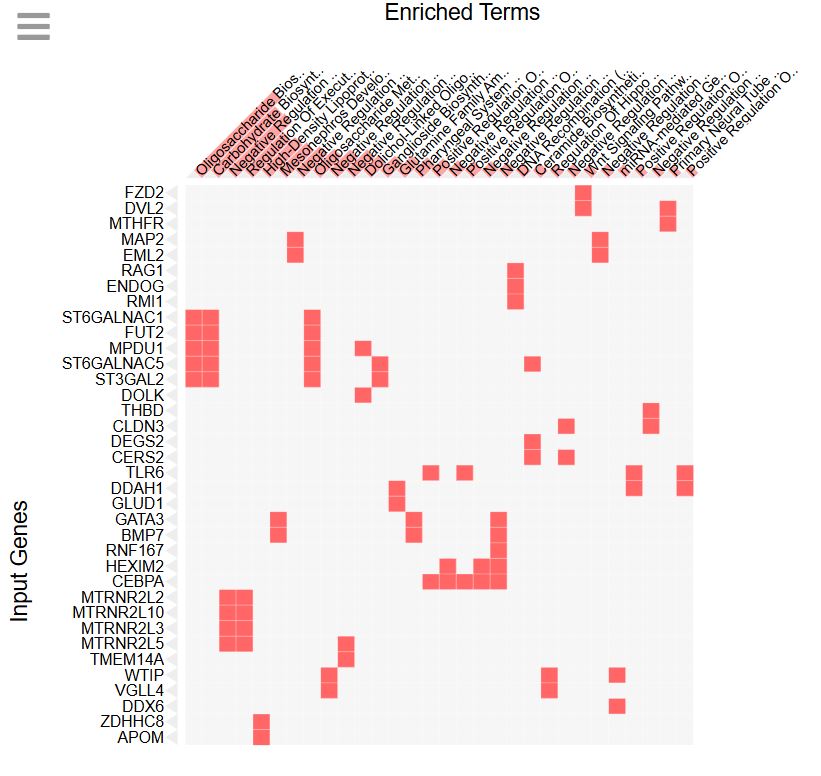 Enriched Terms
Oligosaccharide Bios..
Carbohydrate Biosynt..
Negative Regulation ..
Regulation Of Execut..
High-Density Lipoprot..
Mesonephros Develo..
Negative Regulation ..
Oligosaccharide Met..
Negative Regulation ..
Negative Regulation ..
Dolichol-Linked Oligo..
Ganglioside Biosynth..
Glutamine Family Am..
Pharyngeal System ..
Positive Regulation O..
Negative Regulation ..
Positive Regulation O..
Negative Regulation ..
Negative Regulation ..
DNA Recombination (..
Ceramide Biosyntheti..
Regulation Of Hippo ..
Negative Regulation ..
Wnt Signaling Pathw..
Negative Regulation ..
mRNA-mediated Ge..
Positive Regulation O..
Negative Regulation ..
Primary Neural Tube ..
Positive Regulation O..
Input Genes
FZD2
DVL2
MTHFR
MAP2
EML2
RAG1
ENDOG
RMI1
ST6GALNAC1
FUT2
MPDU1
ST6GALNAC5
ST3GAL2
DOLK
THBD
CLDN3
DEGS2
CERS2
TLR6
DDAH1
GLUD1
GATA3
BMP7
RNF167
HEXIM2
CEBPA
MTRNR2L2
MTRNR2L10
MTRNR2L3
MTRNR2L5
TMEM14A
WTIP
VGLL4
DDX6
ZDHHC8
APOM